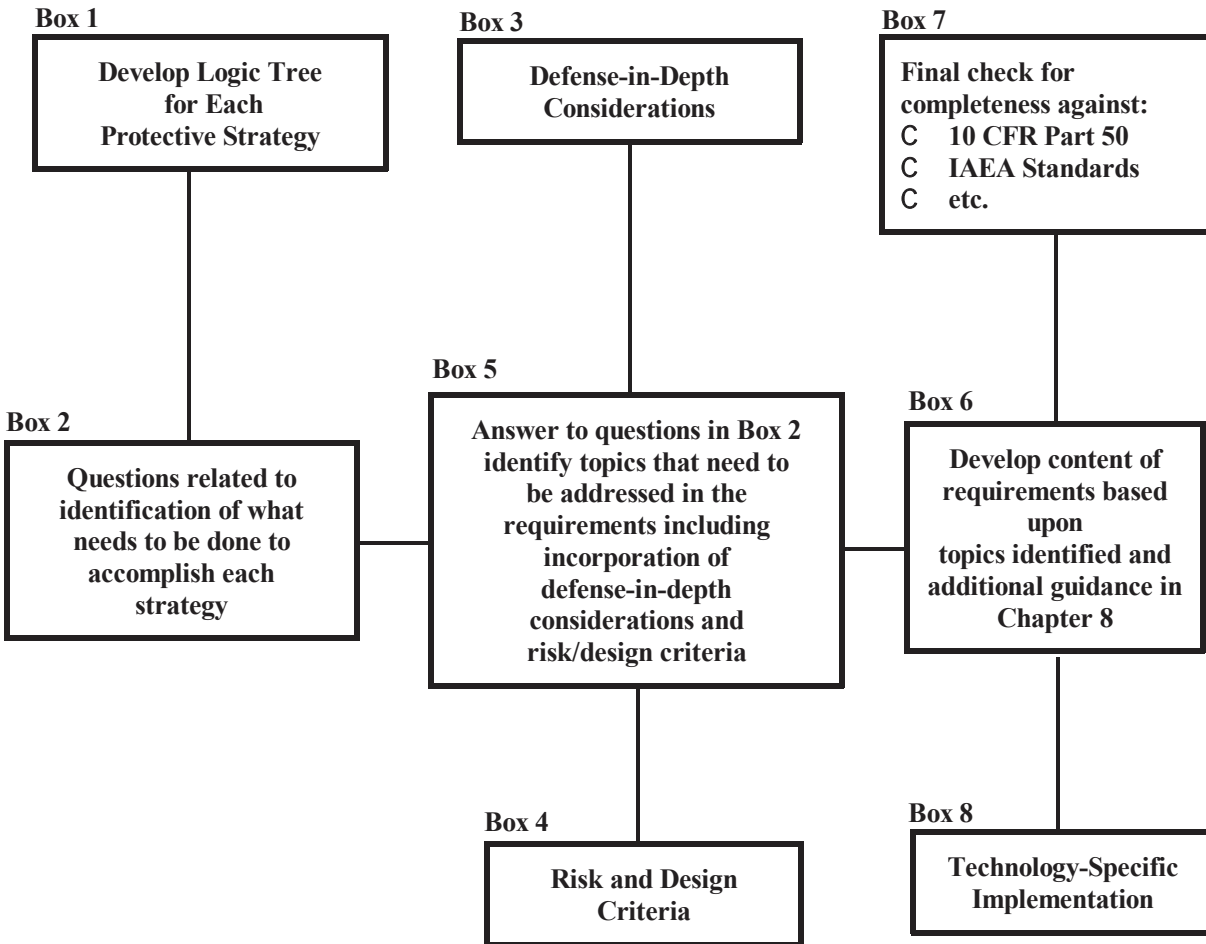 Box 1
Develop Logic Tree
for Each
Protective Strategy
Box 3
Defense-in-Depth
Considerations
Box 7
Final check for
completeness against:
C 10 CFR Part 50
C IAEA Standards
C etc.
Box 2
Questions related to
identification of what
needs to be done to
accomplish each
strategy
Box 5
Answer to questions in Box 2
identify topics that need to
be addressed in the
requirements including
incorporation of
defense-in-depth
considerations and
risk/design criteria
Box 6
Develop content of
requirements based
upon
topics identified and
additional guidance in
Chapter 8
Box 4
Risk and Design
Criteria
Box 8
Technology-Specific
Implementation